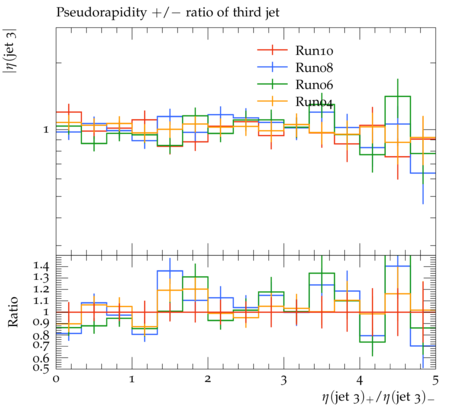 Pseudorapidity +/− ratio of third jet
|η(jet 3)|
Run10
Run08
Run06
Run04
1
Ratio
1.4
1.3
1.2
1.1
1
0.9
0.8
0.7
0.6
0.5
0 1 2 3 4 5
η(jet 3)₊/η(jet 3)₋